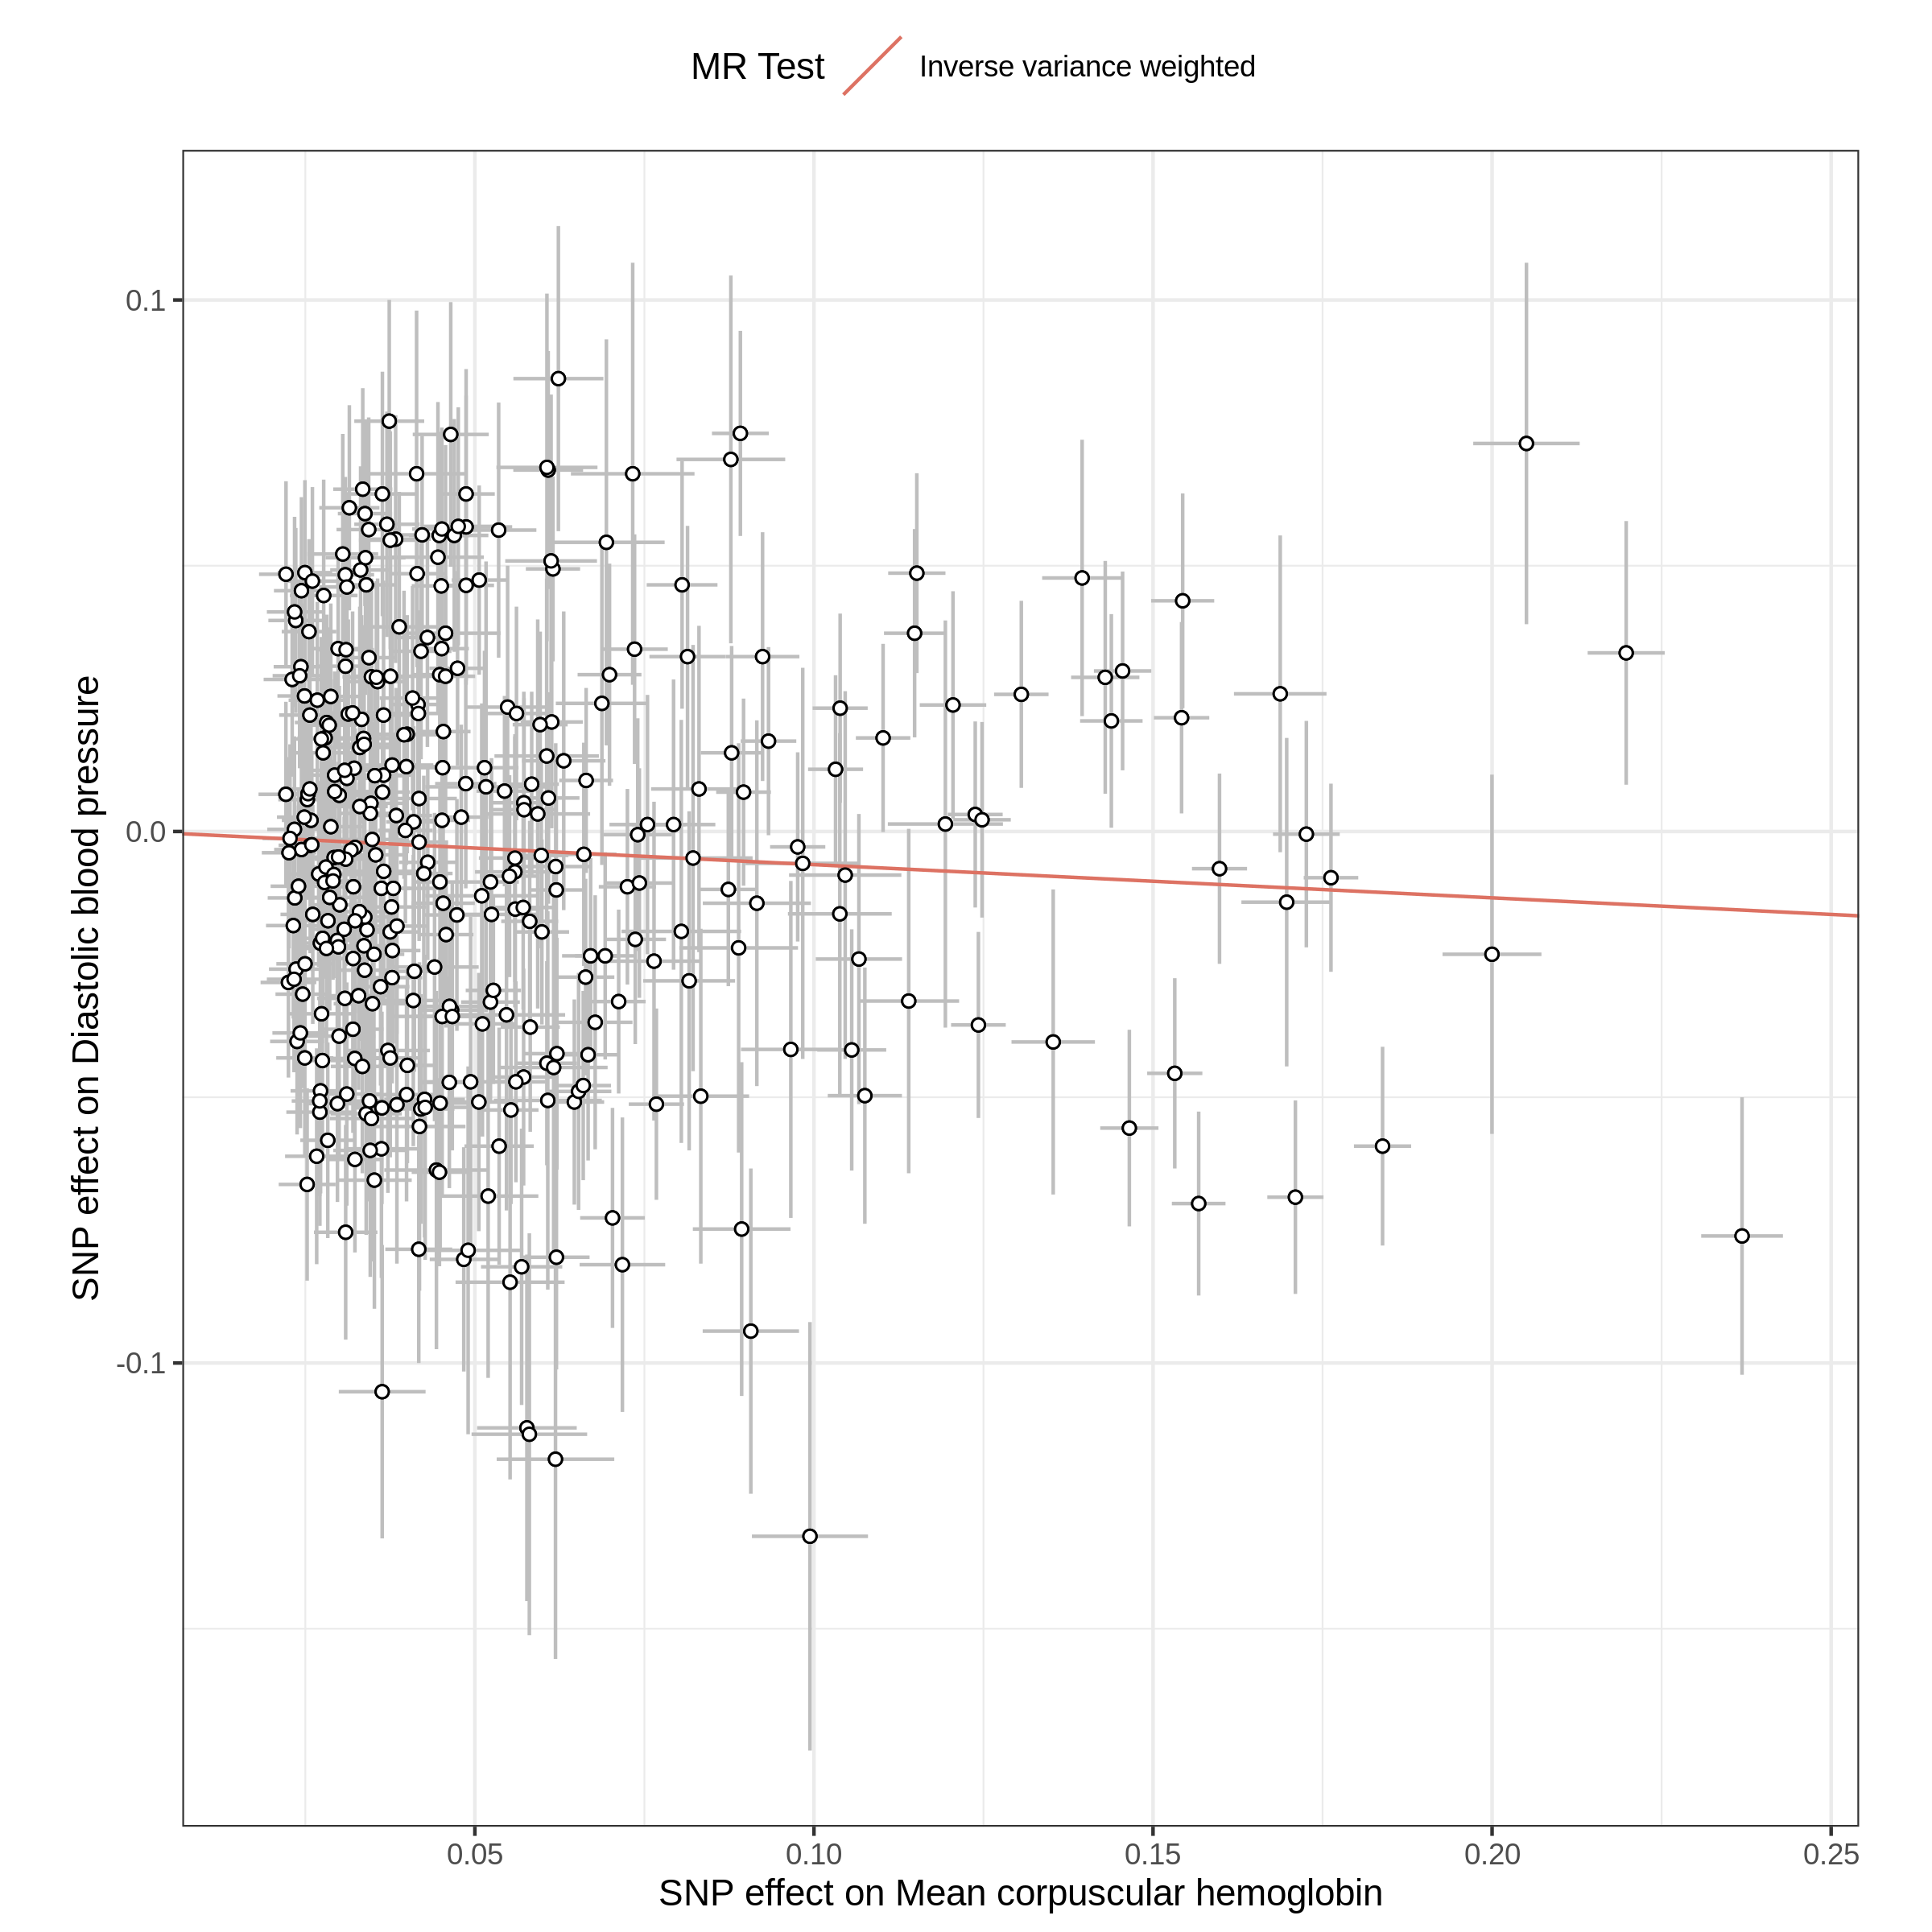 MR Test
Inverse variance weighted
SNP effect on Diastolic blood pressure
0.1
0.0
-0.1
0.05
0.10
0.15
0.20
0.25
SNP effect on Mean corpuscular hemoglobin